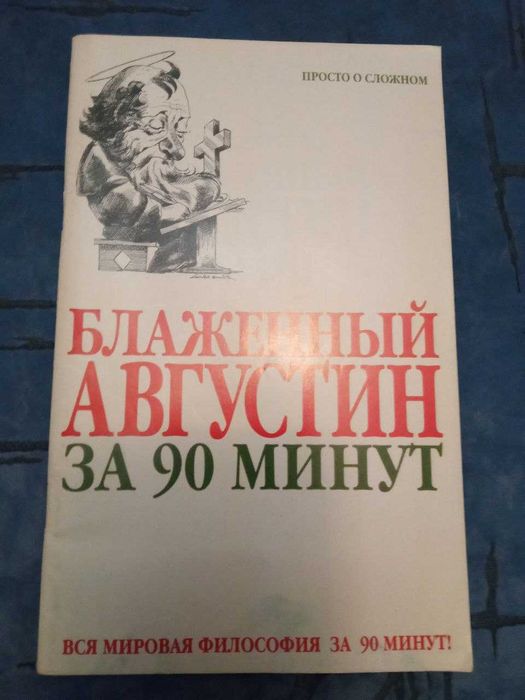 ПРОСТО О СЛОЖНОМ
БЛАЖЕННЫЙ
АВГУСТИН
ЗА 90 МИНУТ
ВСЯ МИРОВАЯ ФИЛОСОФИЯ ЗА 90 МИНУТ!